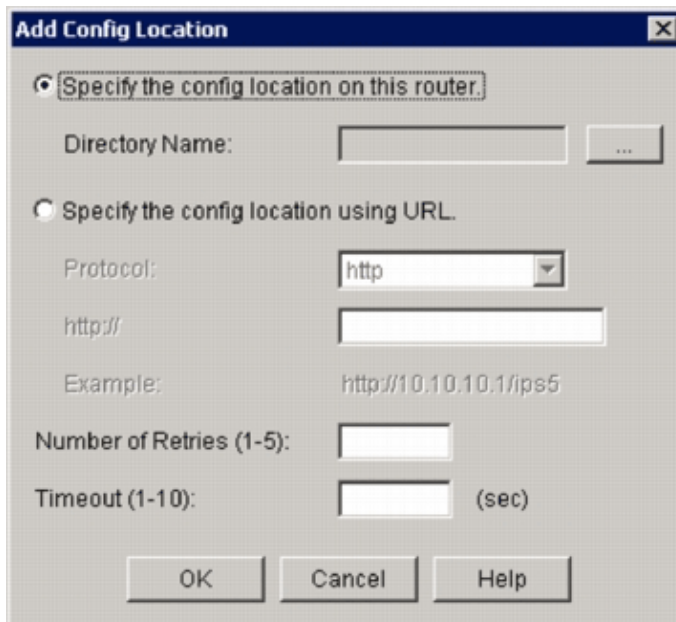 Add Config Location
Specify the config location on this router.
Directory Name: ...
Specify the config location using URL.
Protocol: http
http://
Example: http://10.10.10.1/ips5
Number of Retries (1-5):
Timeout (1-10): (sec)
OK Cancel Help